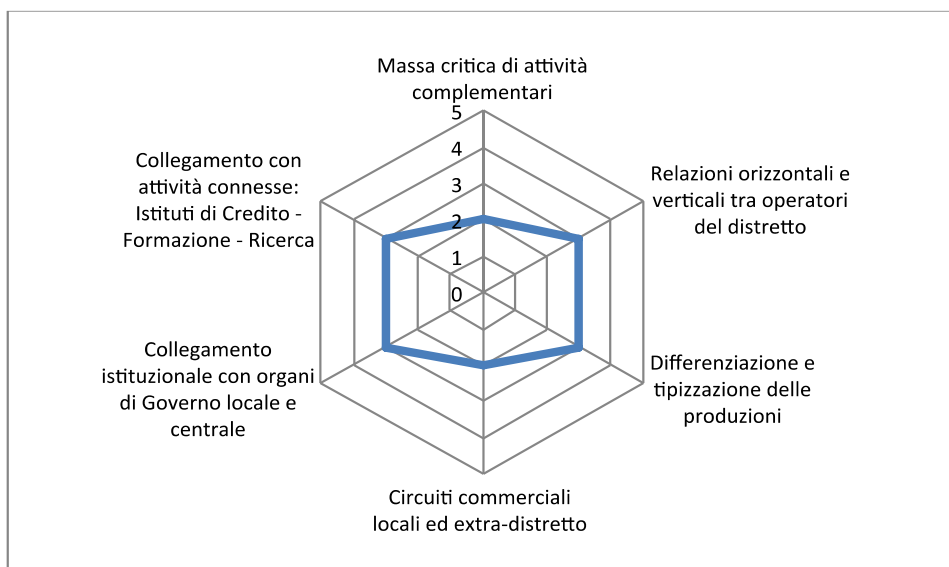 Massa critica di attività
complementari
5
4
3
2
1
0
Relazioni orizzontali e
verticali tra operatori
del distretto
Differenziazione e
tipizzazione delle
produzioni
Circuiti commerciali
locali ed extra-distretto
Collegamento
istituzionale con organi
di Governo locale e
centrale
Collegamento con
attività connesse:
Istituti di Credito -
Formazione - Ricerca